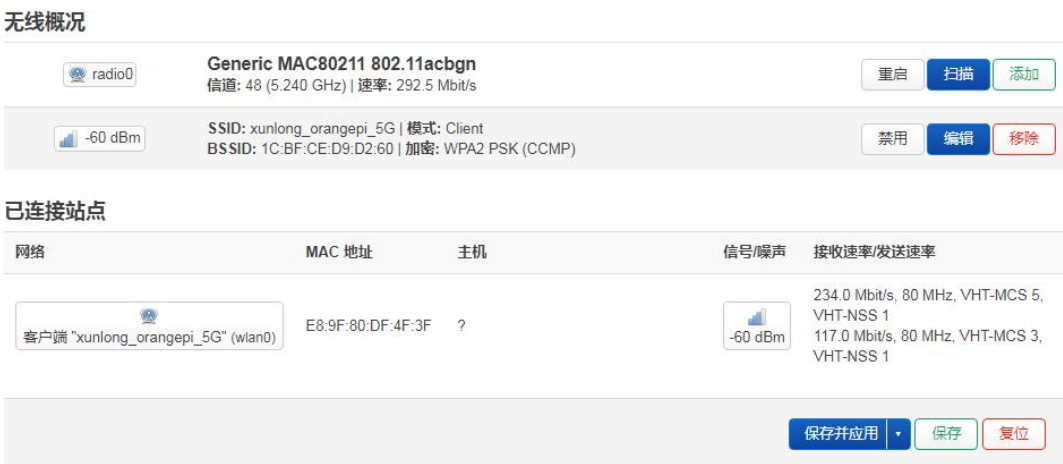 无线概况
radio0
Generic MAC80211 802.11acbgn
信道: 48 (5.240 GHz) | 速率: 292.5 Mbit/s
重启 扫描 添加
-60 dBm
SSID: xunlong_orangepi_5G | 模式: Client
BSSID: 1C:BF:CE:D9:D2:60 | 加密: WPA2 PSK (CCMP)
禁用 编辑 移除
已连接站点
网络 MAC 地址 主机 信号/噪声 接收速率/发送速率
客户端 "xunlong_orangepi_5G" (wlan0)
E8:9F:80:DF:4F:3F
?
-60 dBm
234.0 Mbit/s, 80 MHz, VHT-MCS 5,
VHT-NSS 1
117.0 Mbit/s, 80 MHz, VHT-MCS 3,
VHT-NSS 1
保存并应用 保存 复位